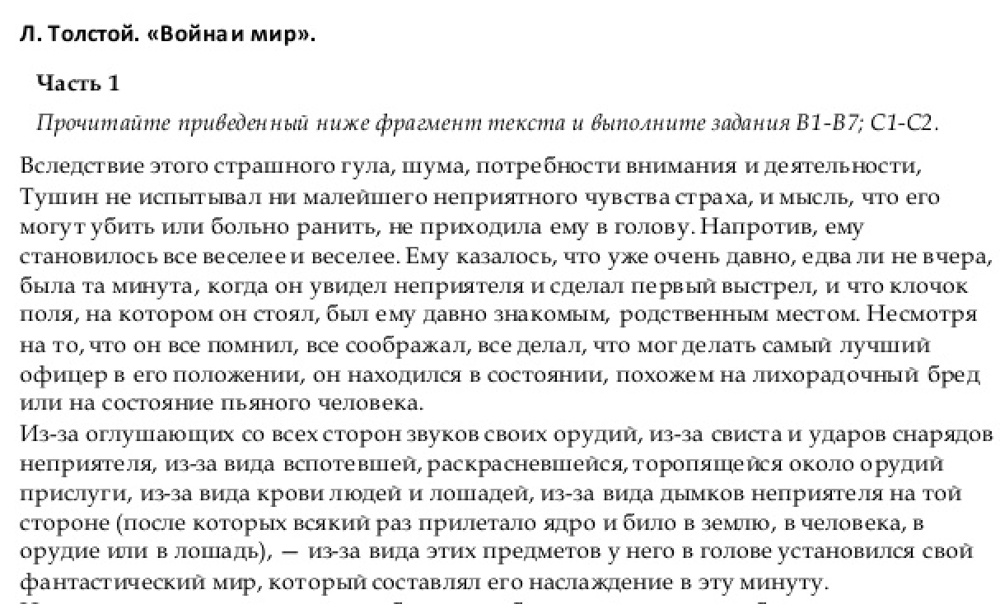 Л. Толстой. «Война и мир».
Часть 1
Прочитайте приведенный ниже фрагмент текста и выполните задания В1-В7; С1-С2.
Вследствие этого страшного гула, шума, потребности внимания и деятельности,
Тушин не испытывал ни малейшего неприятного чувства страха, и мысль, что его
могут убить или больно ранить, не приходила ему в голову. Напротив, ему
становилось все веселее и веселее. Ему казалось, что уже очень давно, едва ли не вчера,
была та минута, когда он увидел неприятеля и сделал первый выстрел, и что клочок
поля, на котором он стоял, был ему давно знакомым, родственным местом. Несмотря
на то, что он все помнил, все соображал, все делал, что мог делать самый лучший
офицер в его положении, он находился в состоянии, похожем на лихорадочный бред
или на состояние пьяного человека.
Из-за оглушающих со всех сторон звуков своих орудий, из-за свиста и ударов снарядов
неприятеля, из-за вида вспотевшей, раскрасневшейся, торопящейся около орудий
прислуги, из-за вида крови людей и лошадей, из-за вида дымков неприятеля на той
стороне (после которых всякий раз прилетало ядро и било в землю, в человека, в
орудие или в лошадь), — из-за вида этих предметов у него в голове установился свой
фантастический мир, который составлял его наслаждение в эту минуту.